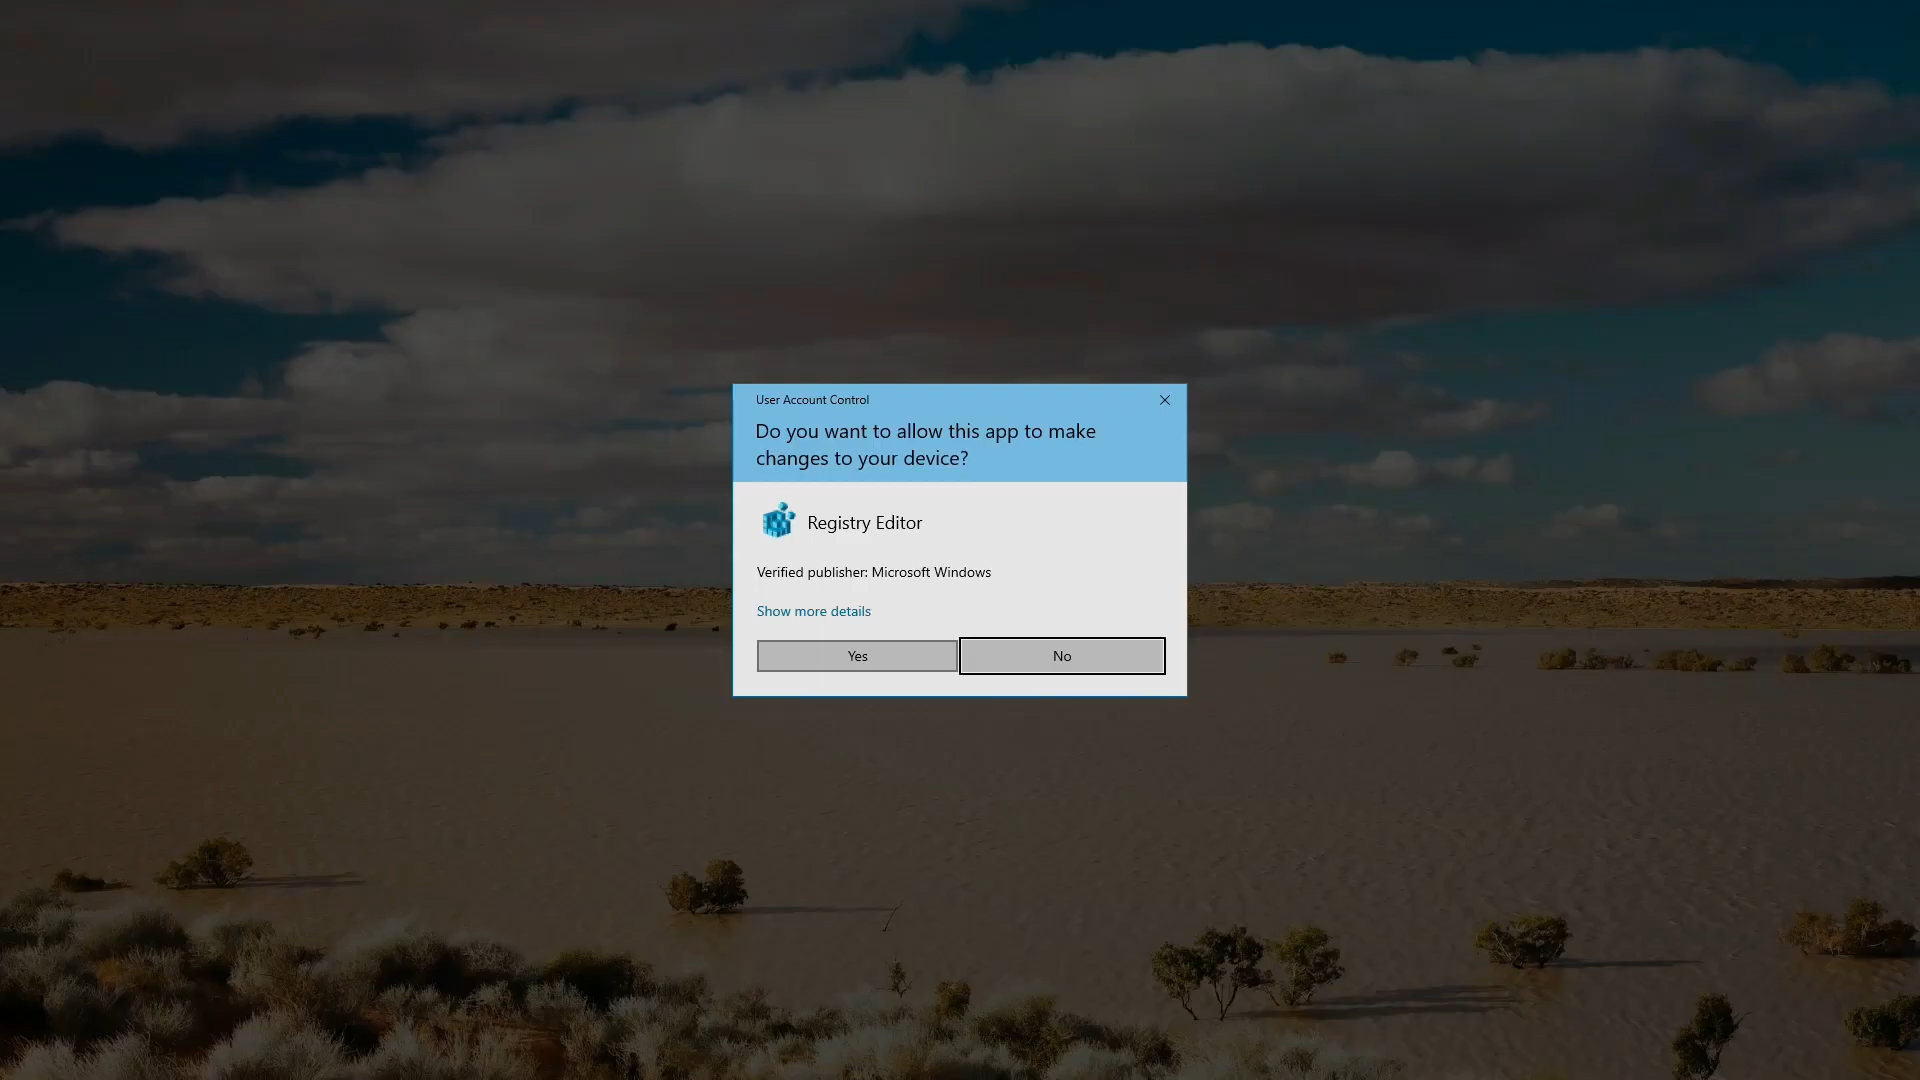 User Account Control
Do you want to allow this app to make
changes to your device?
Registry Editor
Verified publisher: Microsoft Windows
Show more details
Yes
No